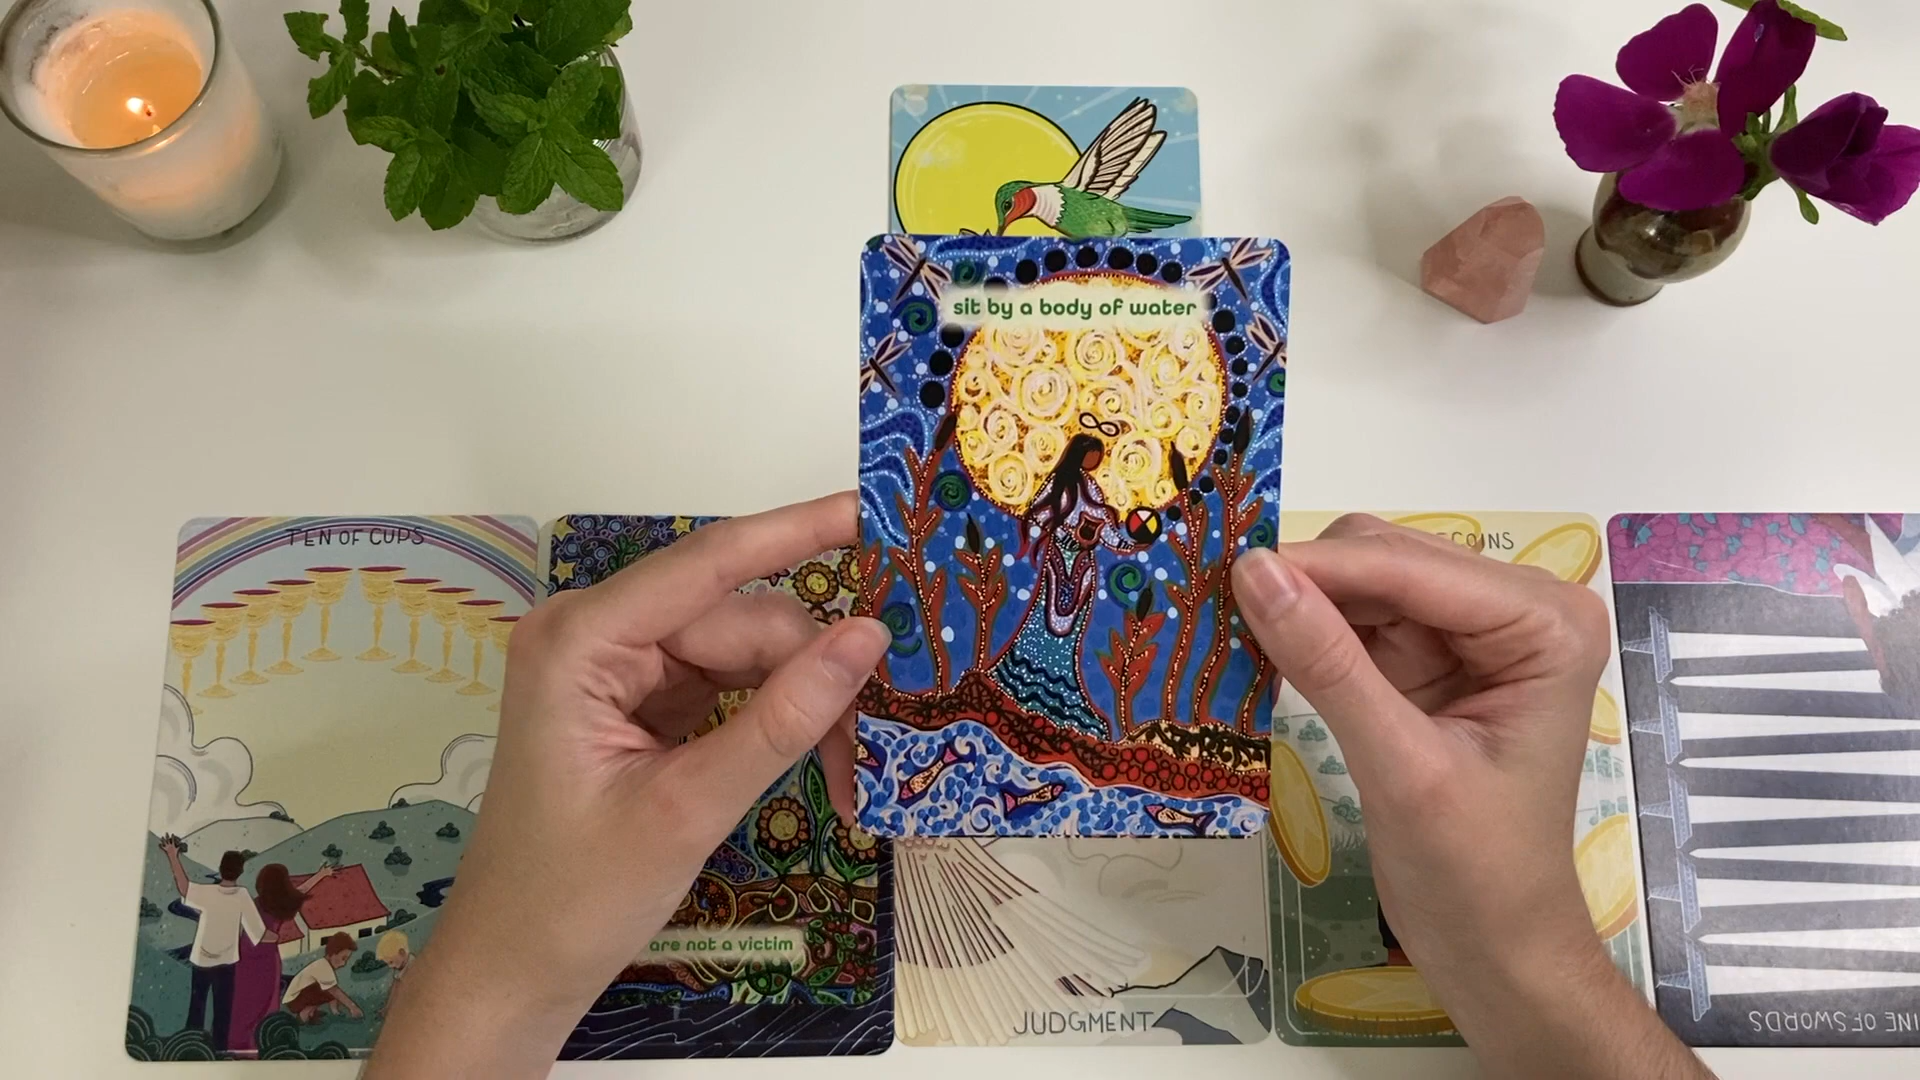 sit by a body of water
TEN OF CUPS
COINS
are not a victim
JUDGMENT
NINE OF SWORDS